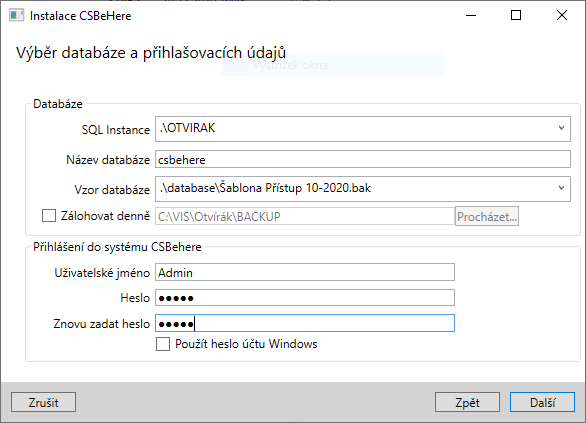 Instalace CSBeHere
Výběr databáze a přihlašovacích údajů
Výstřižek okna
Databáze
SQL Instance .\OTVIRAK
Název databáze csbehere
Vzor databáze .\database\Šablona Přístup 10-2020.bak
Zálohovat denně C:\VIS\Otvírák\BACKUP Procházet...
Přihlášení do systému CSBehere
Uživatelské jméno Admin
Heslo ●●●●●
Znovu zadat heslo ●●●●●
Použít heslo účtu Windows
Zrušit Zpět Další